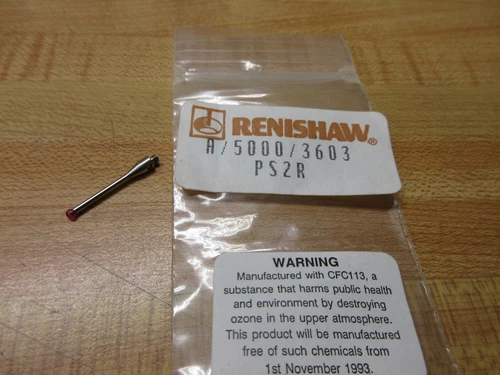 RENISHAW®
A/5000/3603
PS2R
WARNING
Manufactured with CFC113, a
substance that harms public health
and environment by destroying
ozone in the upper atmosphere.
This product will be manufactured
free of such chemicals from
1st November 1993.